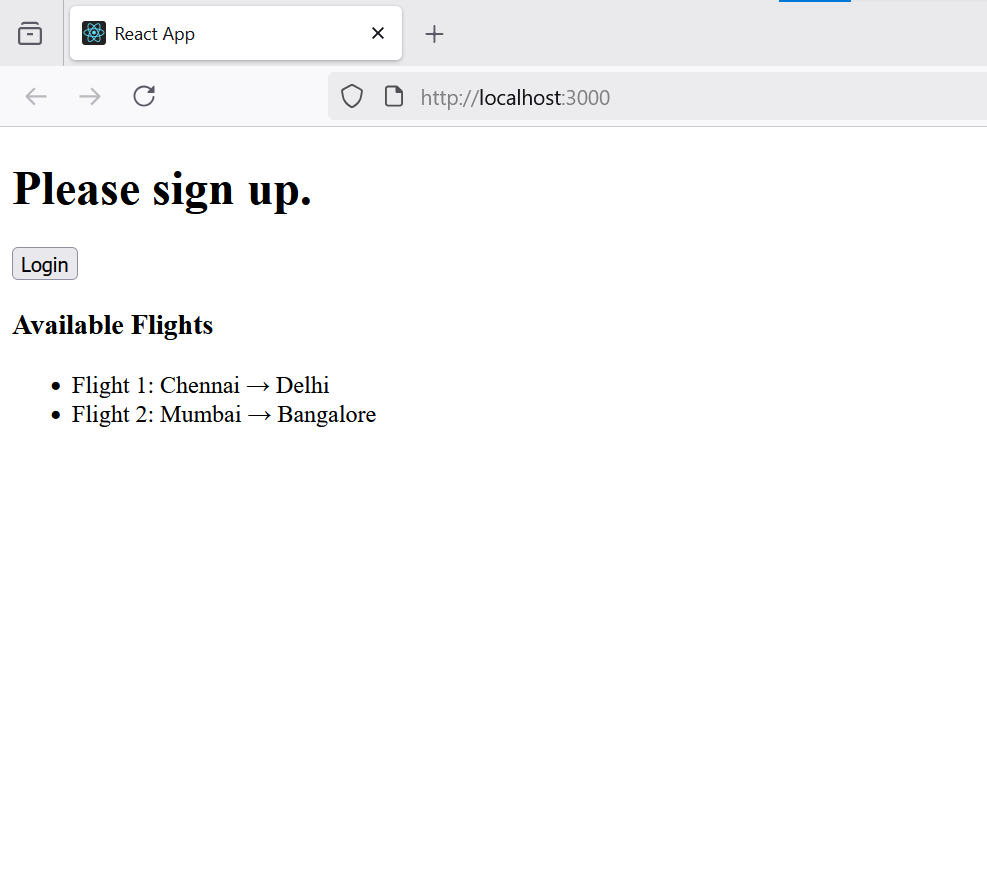 React App
http://localhost:3000
Please sign up.
Login
Available Flights
• Flight 1: Chennai → Delhi
• Flight 2: Mumbai → Bangalore